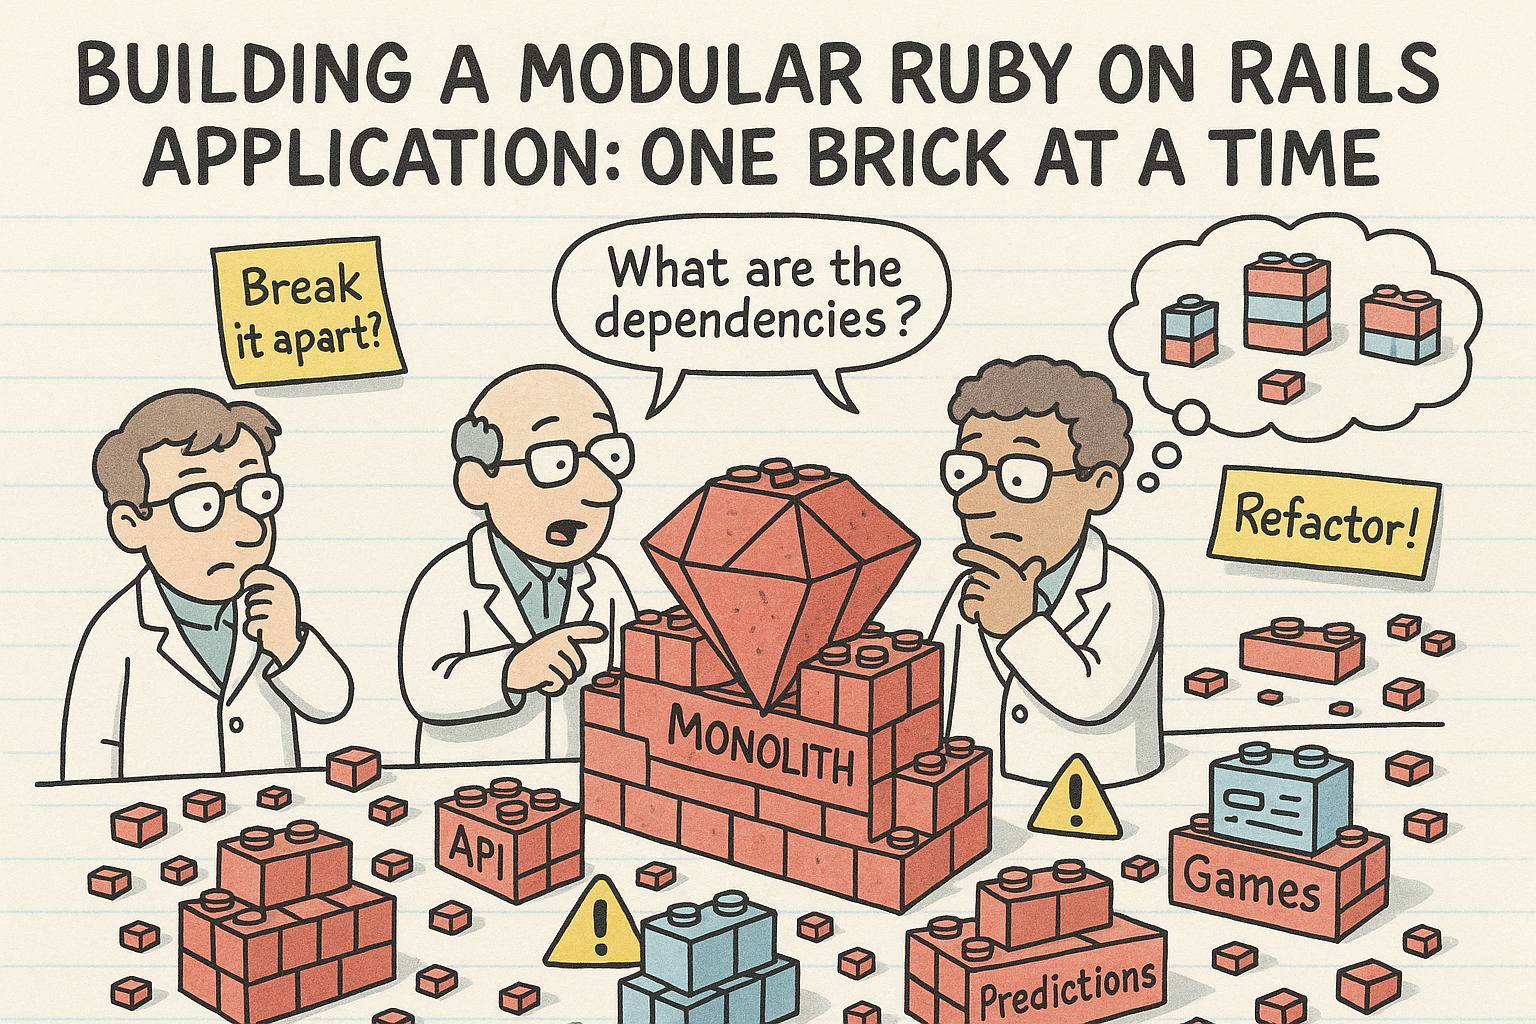 BUILDING A MODULAR RUBY ON RAILS
APPLICATION: ONE BRICK AT A TIME
Break
it apart?
What are the
dependencies?
Refactor!
MONOLITH
API
Games
Predictions